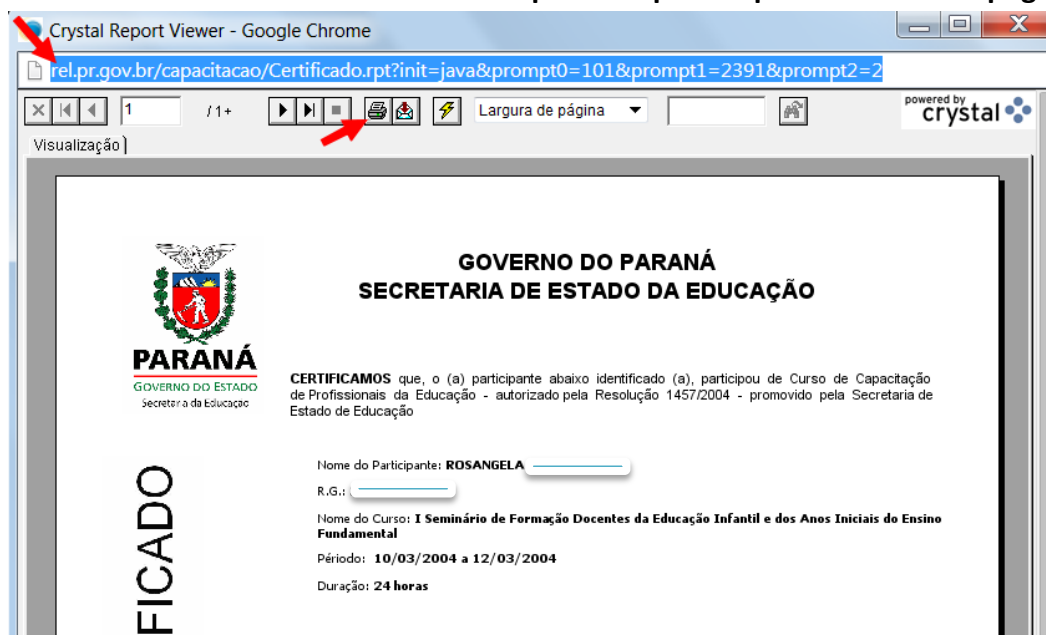 Crystal Report Viewer - Google Chrome
rel.pr.gov.br/capacitacao/Certificado.rpt?init=java&prompt0=101&prompt1=2391&prompt2=2
1 / 1+ Largura de página
powered by
crystal
Visualização
GOVERNO DO PARANÁ
SECRETARIA DE ESTADO DA EDUCAÇÃO
PARANÁ
GOVERNO DO ESTADO
Secretaria da Educação
CERTIFICAMOS que, o (a) participante abaixo identificado (a), participou de Curso de Capacitação
de Profissionais da Educação - autorizado pela Resolução 1457/2004 - promovido pela Secretaria de
Estado de Educação
Nome do Participante: ROSANGELA
R.G.:
Nome do Curso: I Seminário de Formação Docentes da Educação Infantil e dos Anos Iniciais do Ensino
Fundamental
Période: 10/03/2004 a 12/03/2004
Duração: 24 horas
FICADO